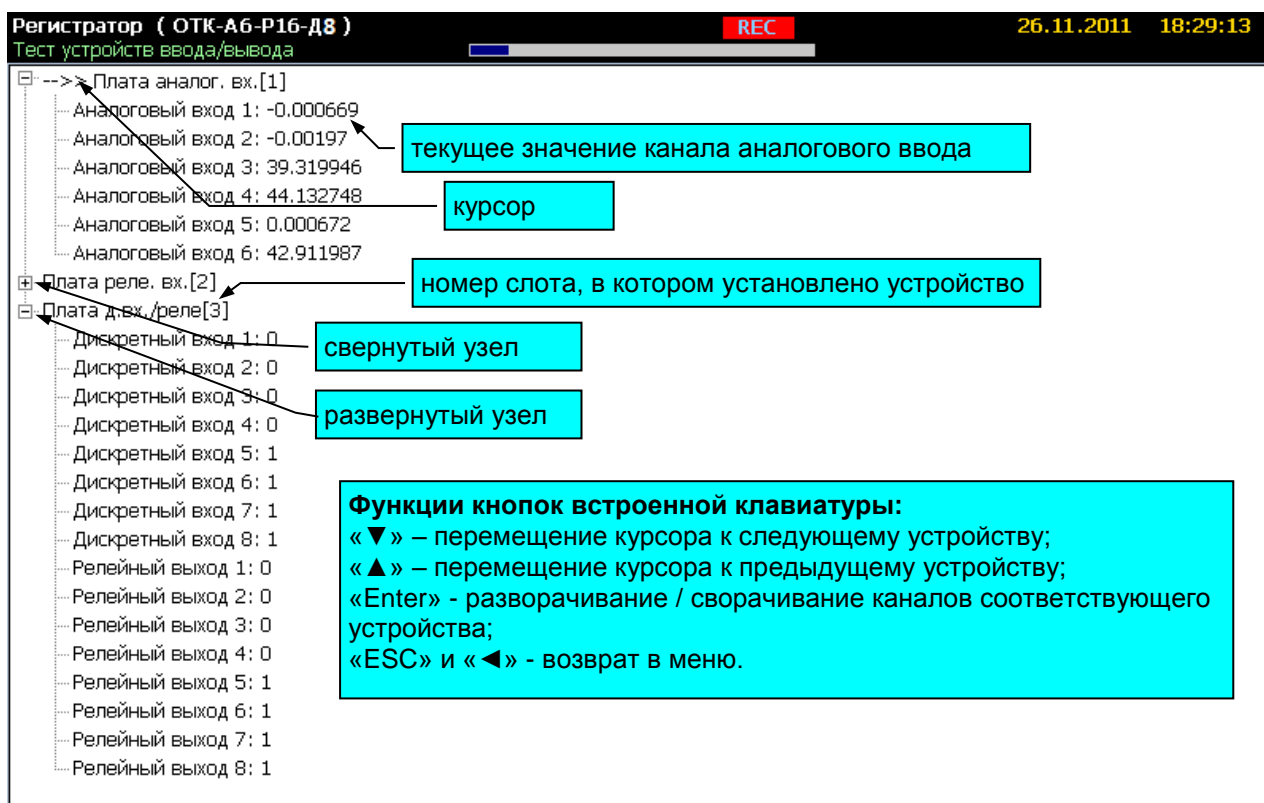 Регистратор ( ОТК-А6-Р16-Д8 ) REC 26.11.2011 18:29:13
Тест устройств ввода/вывода
-->> Плата аналог. вх.[1]
Аналоговый вход 1: -0.000669
Аналоговый вход 2: -0.00197
текущее значение канала аналогового ввода
Аналоговый вход 3: 39.319946
Аналоговый вход 4: 44.132748
курсор
Аналоговый вход 5: 0.000672
Аналоговый вход 6: 42.911987
Плата реле. вх.[2]
номер слота, в котором установлено устройство
Плата д.вх./реле[3]
Дискретный вход 1: 0
свернутый узел
Дискретный вход 2: 0
Дискретный вход 3: 0
развернутый узел
Дискретный вход 4: 0
Дискретный вход 5: 1
Дискретный вход 6: 1
Дискретный вход 7: 1
Дискретный вход 8: 1
Релейный выход 1: 0
Релейный выход 2: 0
Релейный выход 3: 0
Релейный выход 4: 0
Релейный выход 5: 1
Релейный выход 6: 1
Релейный выход 7: 1
Релейный выход 8: 1
Функции кнопок встроенной клавиатуры:
«▼» – перемещение курсора к следующему устройству;
«▲» – перемещение курсора к предыдущему устройству;
«Enter» - разворачивание / сворачивание каналов соответствующего
устройства;
«ESC» и «◄» - возврат в меню.